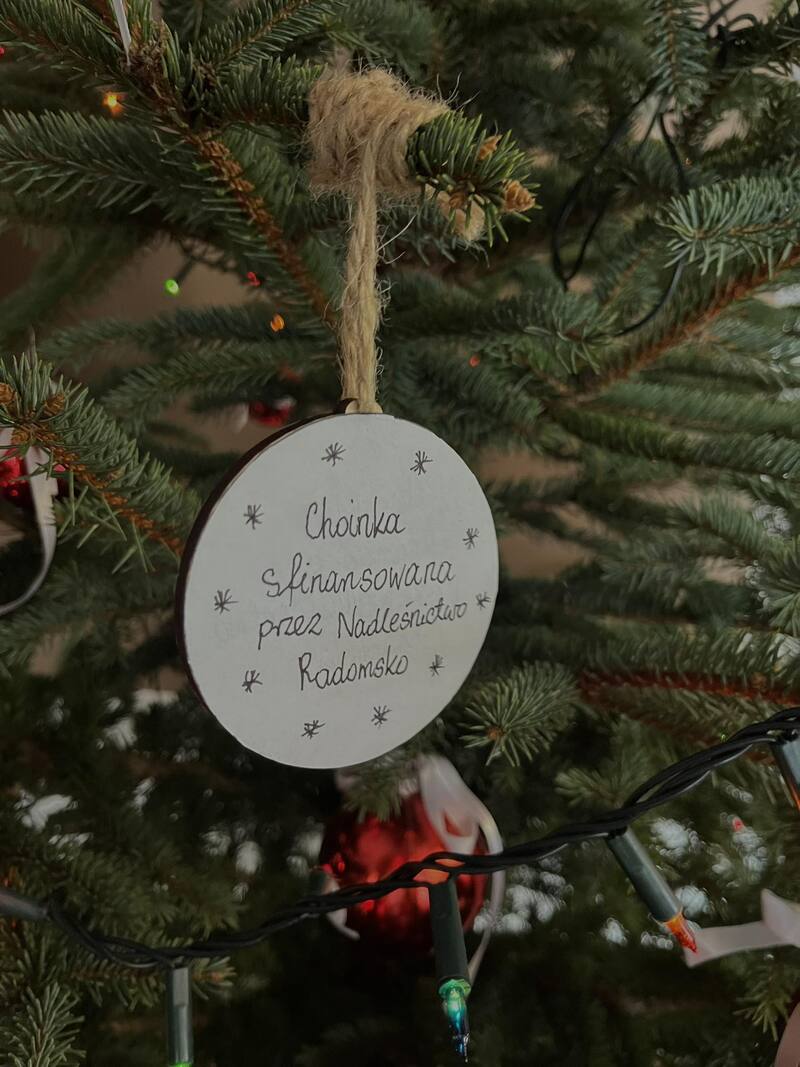 Choinka
sfinansowana
przez Nadleśnictwo
Radomsko